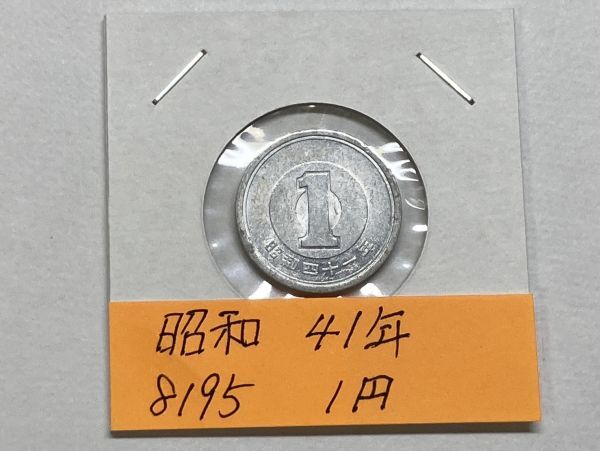 1
昭和四十一年
昭和 41年
8195 1円